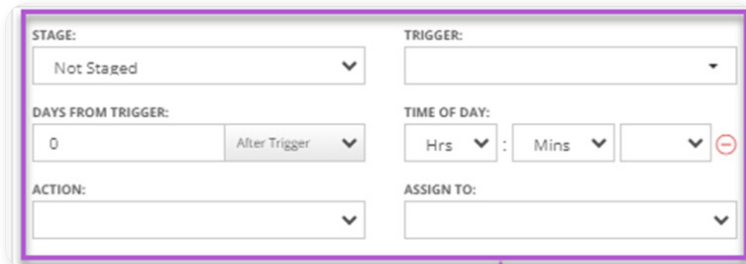 STAGE: TRIGGER:
Not Staged
DAYS FROM TRIGGER: TIME OF DAY:
0 After Trigger Hrs : Mins
ACTION: ASSIGN TO: